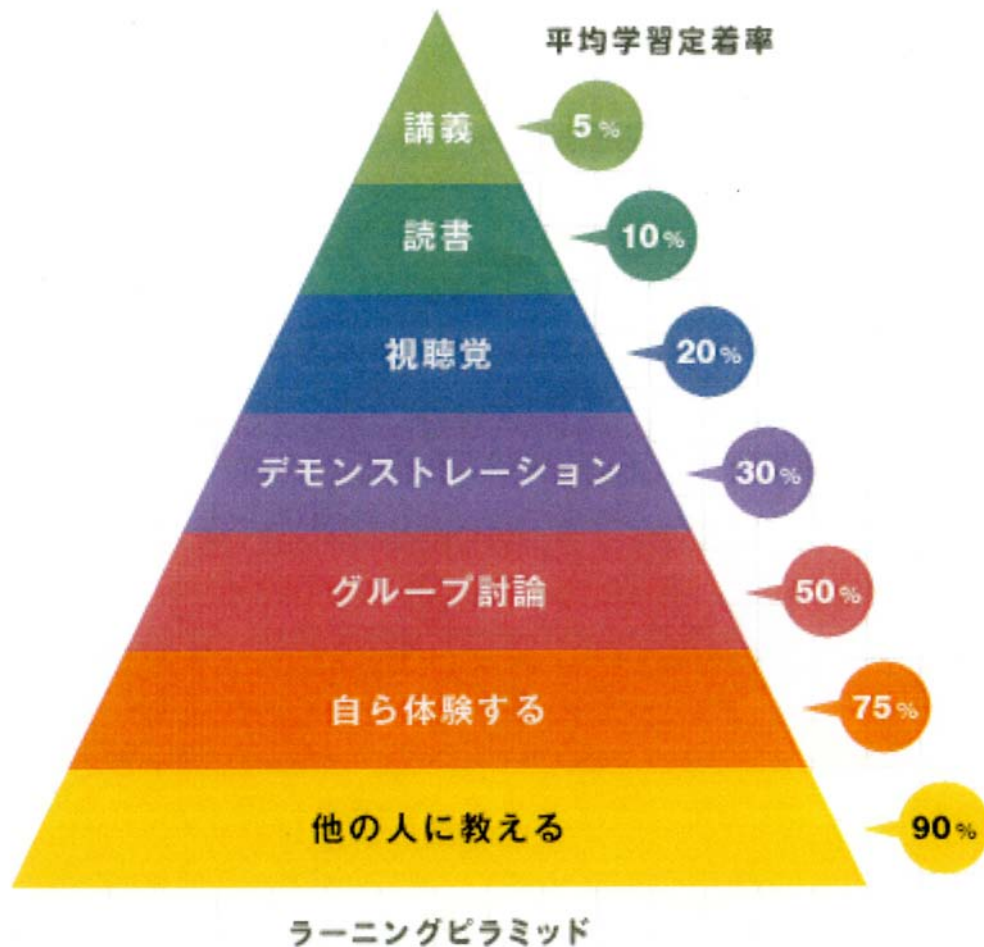 平均学習定着率
講義
5%
読書
10%
視聴党
20%
デモンストレーション
30%
グループ討論
50%
自ら体験する
75%
他の人に教える
90%
ラーニングピラミッド